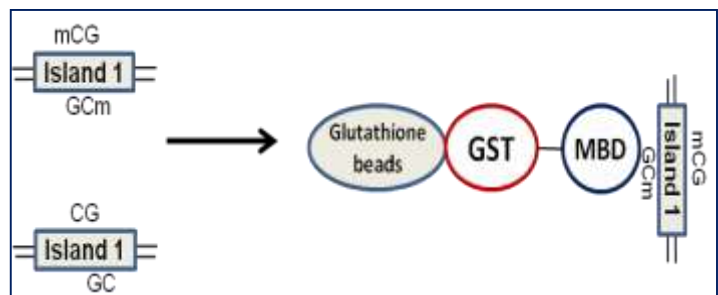 mCG
Island 1
GCm
CG
Island 1
GC
Glutathione
beads
GST
MBD
GCm
Island 1
mCG